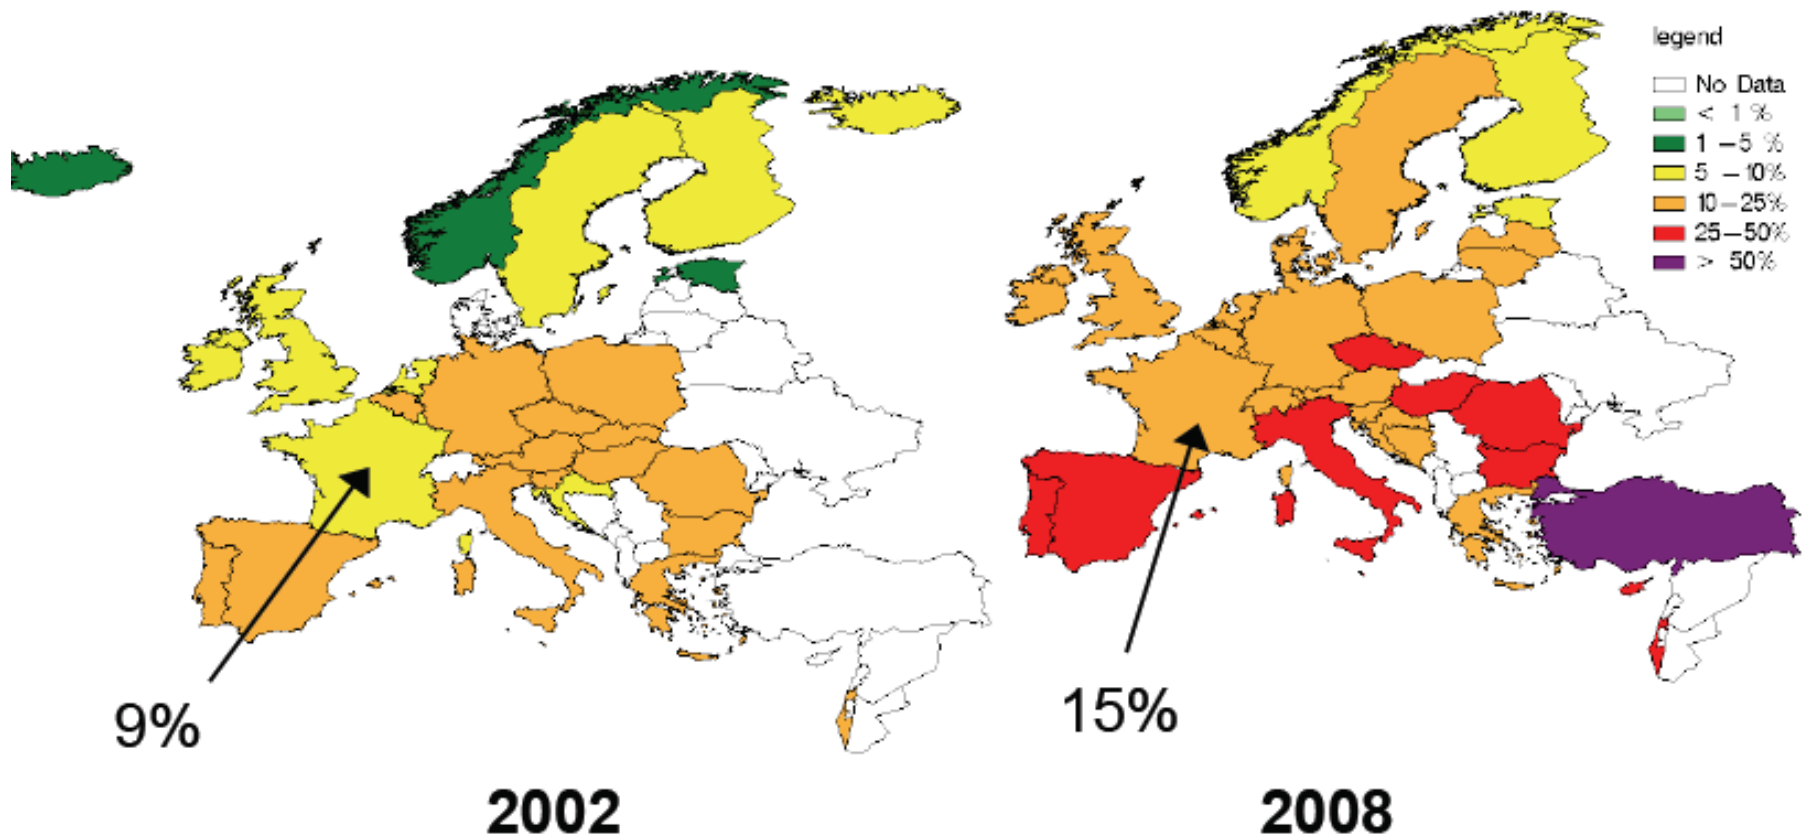 legend
No Data
< 1 %
1 –5 %
5 –10%
10–25%
25–50%
> 50%
9%
15%
2002
2008